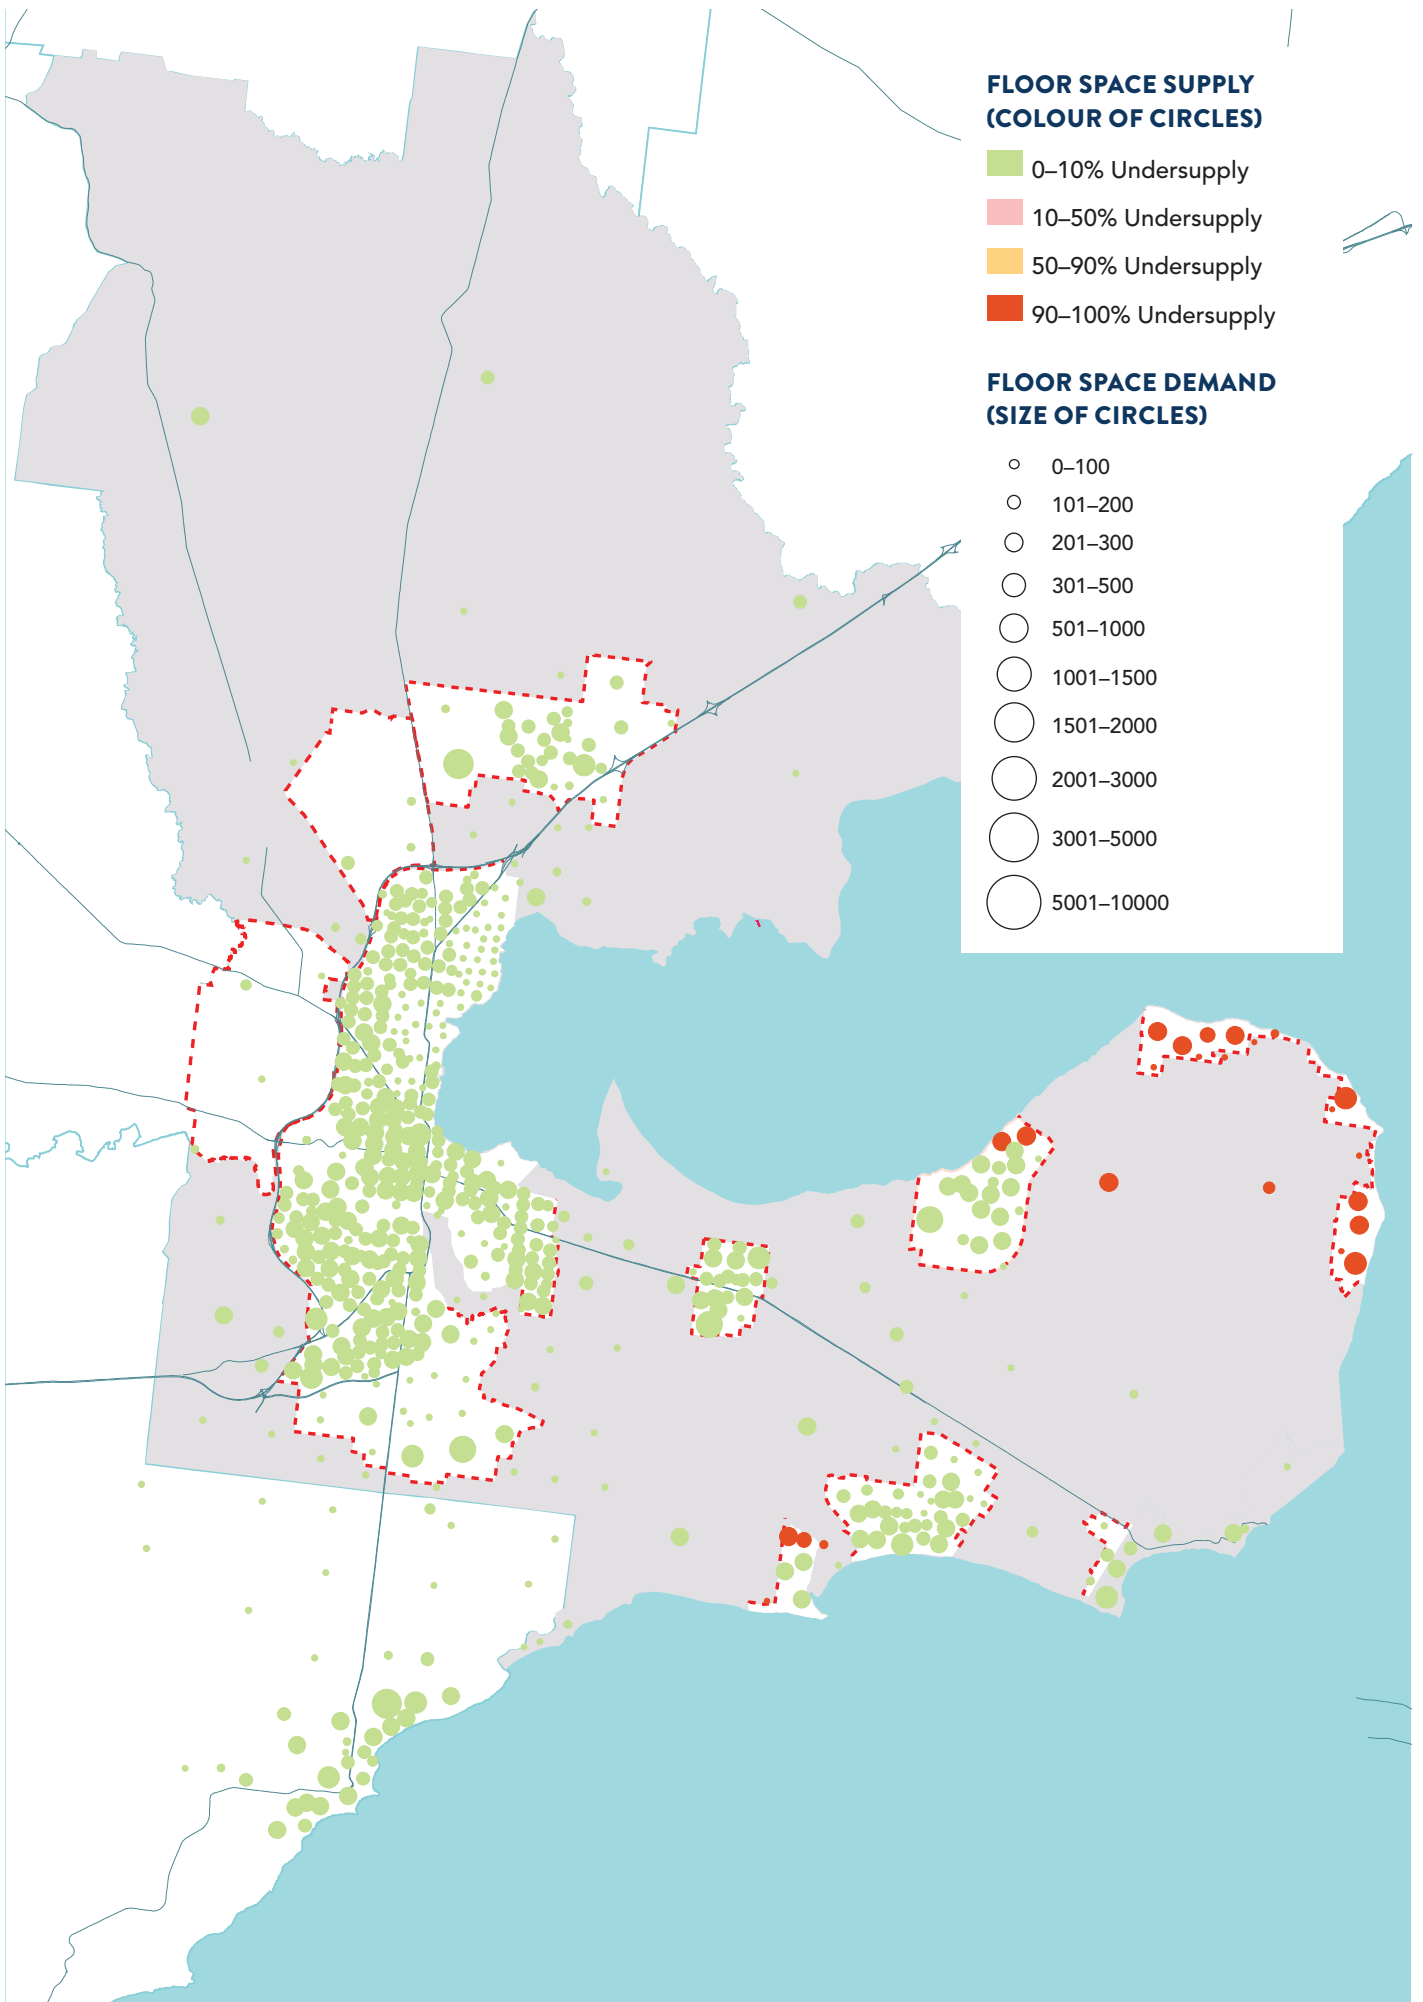 FLOOR SPACE SUPPLY
(COLOUR OF CIRCLES)
0–10% Undersupply
10–50% Undersupply
50–90% Undersupply
90–100% Undersupply
FLOOR SPACE DEMAND
(SIZE OF CIRCLES)
0–100
101–200
201–300
301–500
501–1000
1001–1500
1501–2000
2001–3000
3001–5000
5001–10000